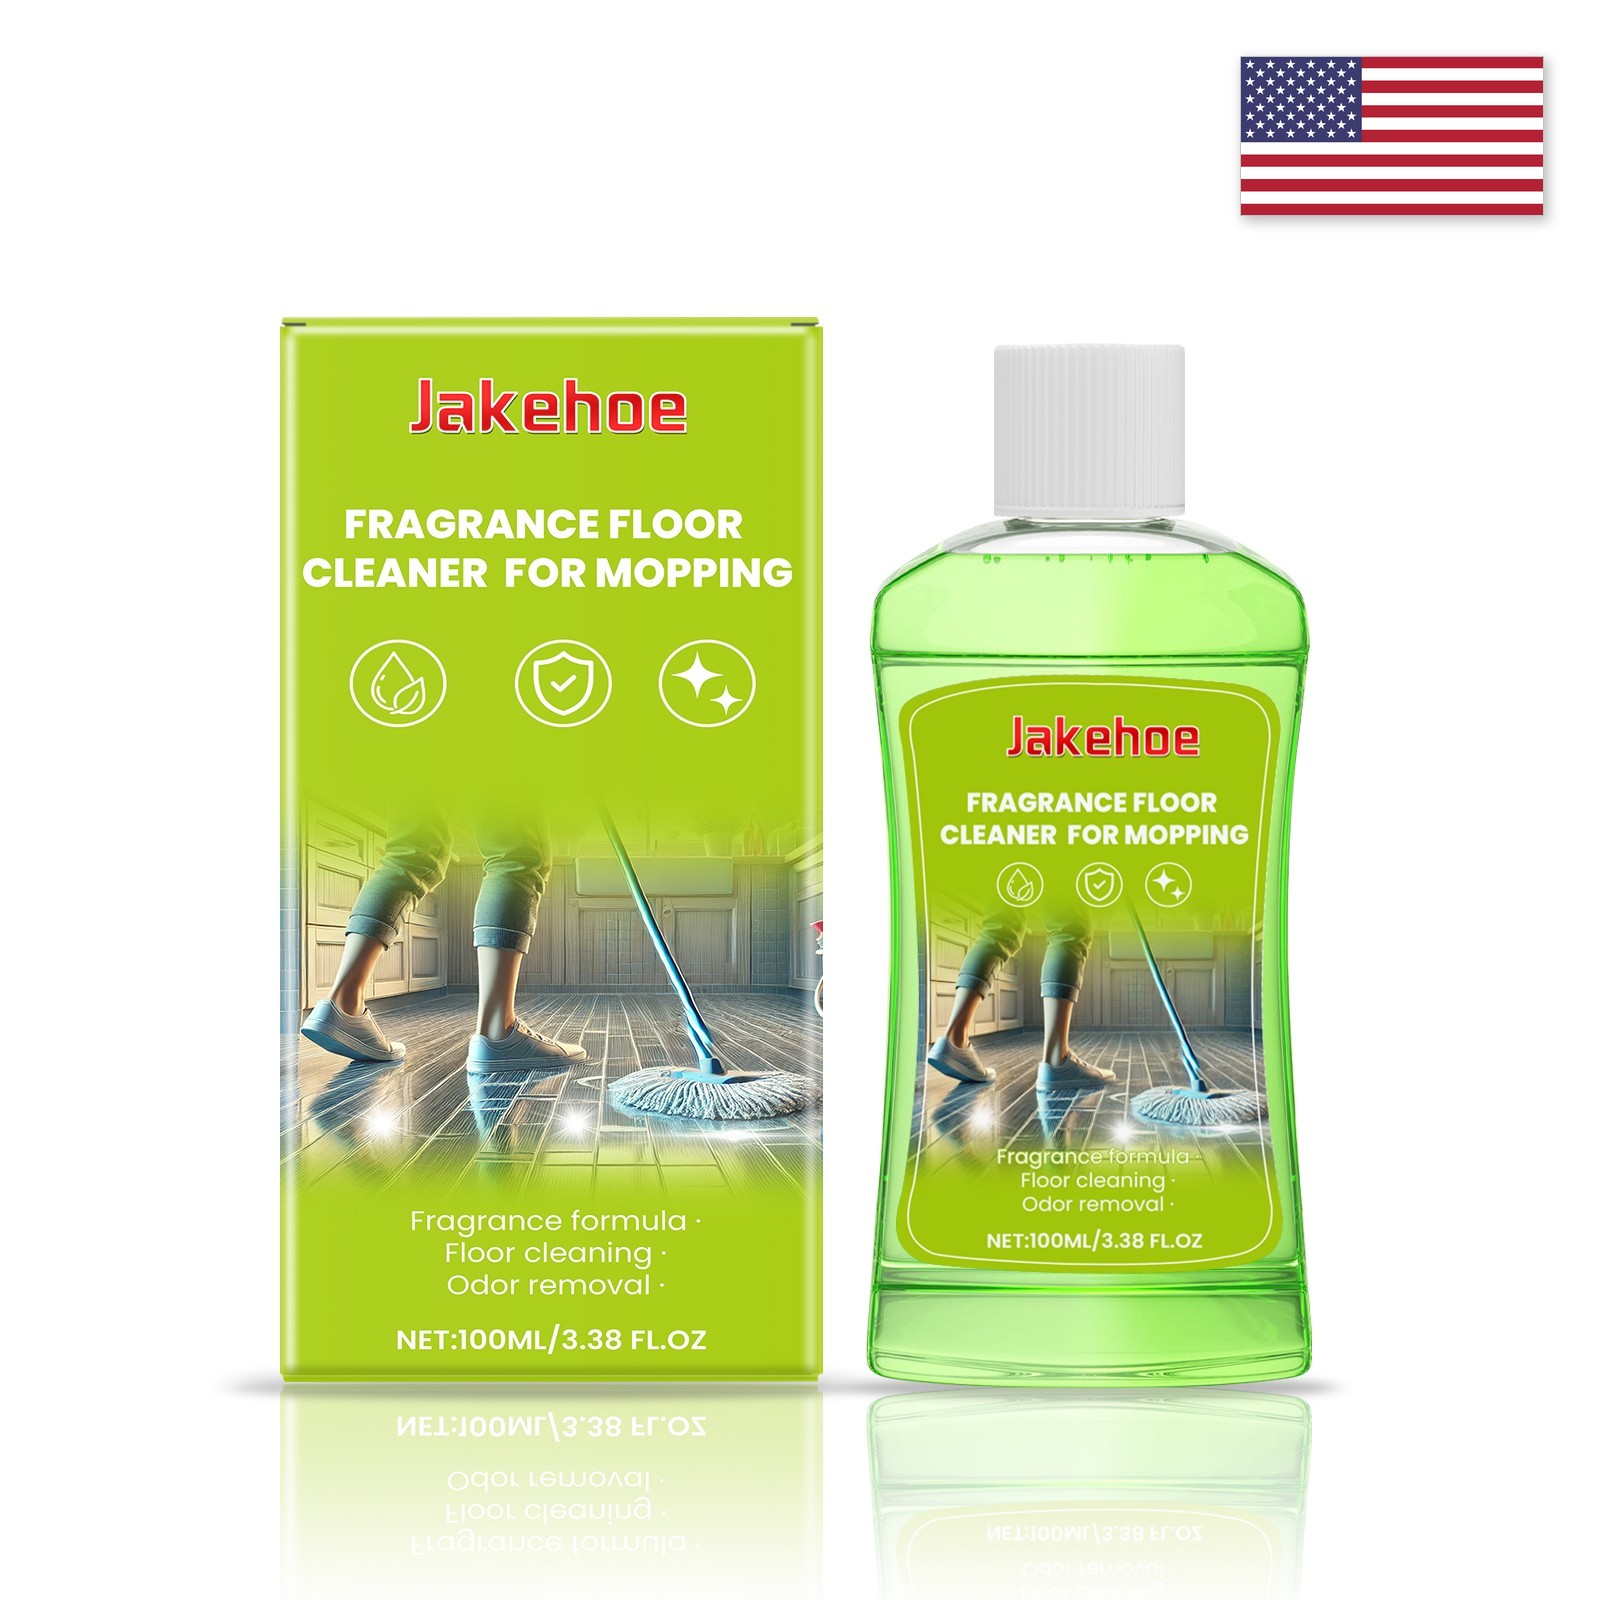 Jakehoe
FRAGRANCE FLOOR
CLEANER FOR MOPPING
Fragrance formula ·
Floor cleaning ·
Odor removal ·
NET:100ML/3.38 FL.OZ
Jakehoe
FRAGRANCE FLOOR
CLEANER FOR MOPPING
Fragrance formula ·
Floor cleaning ·
Odor removal ·
NET:100ML/3.38 FL.OZ